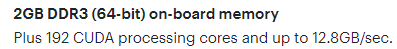 2GB DDR3 (64-bit) on-board memory
Plus 192 CUDA processing cores and up to 12.8GB/sec.